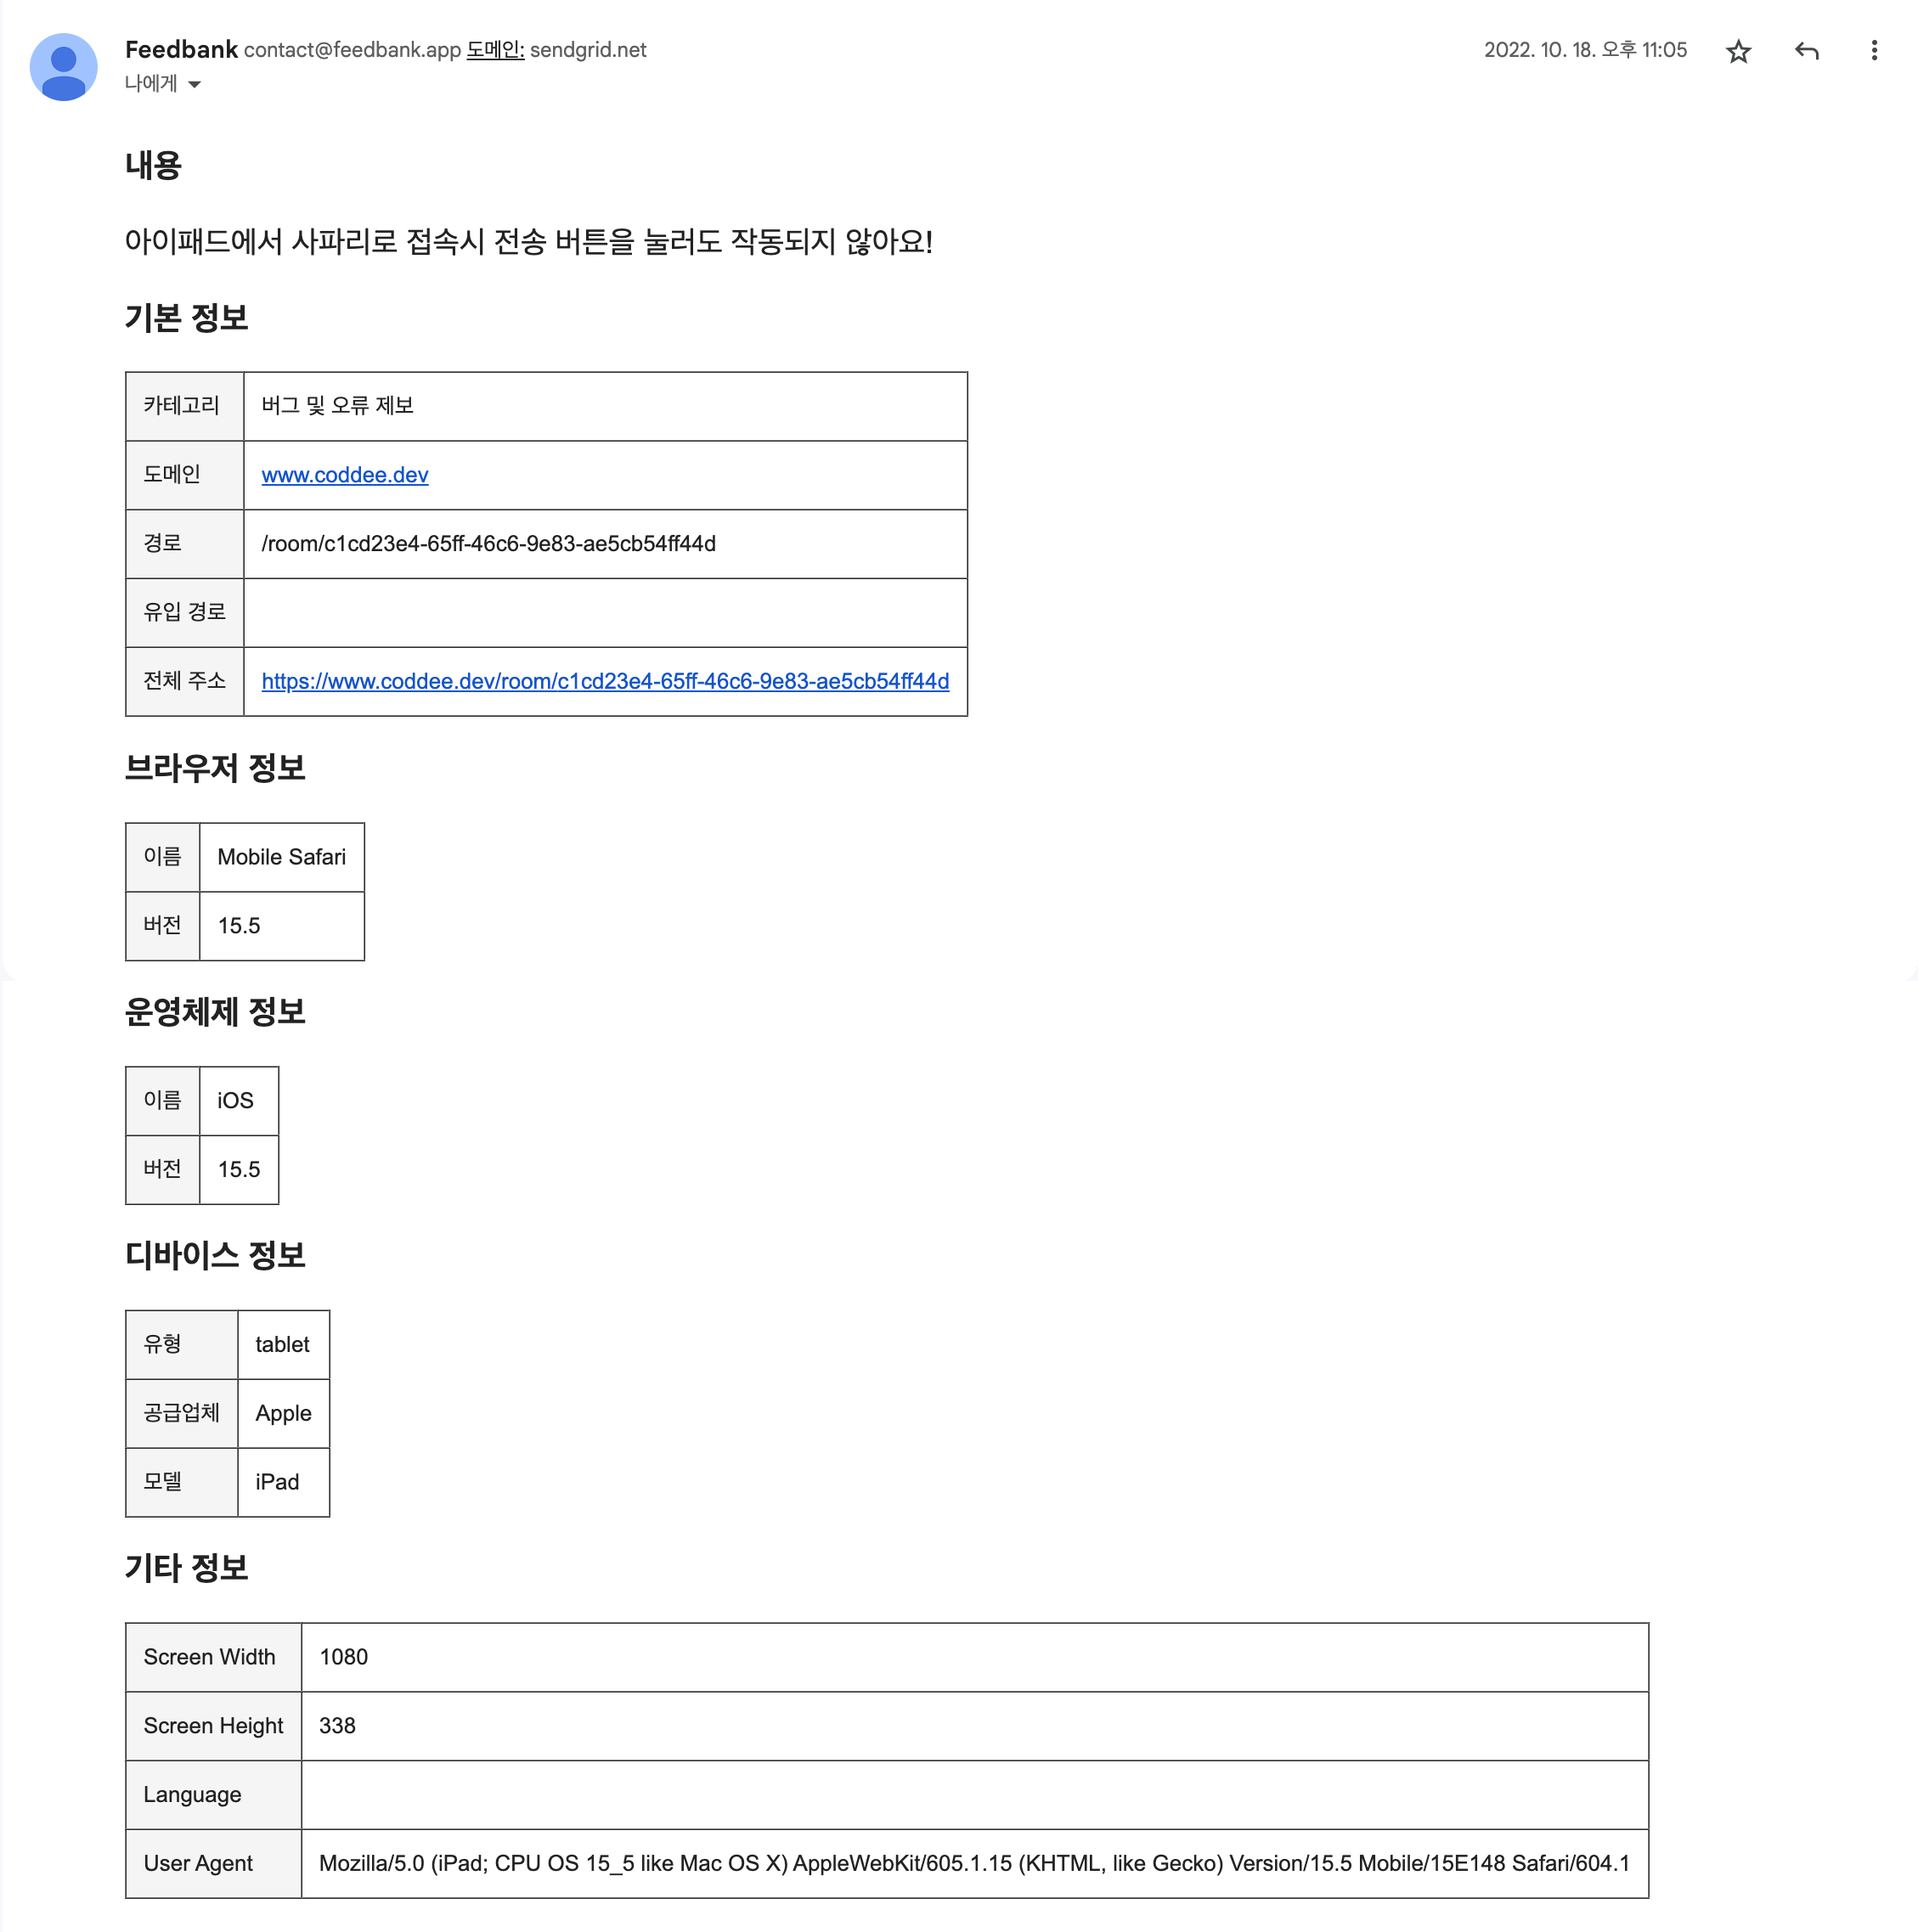 Feedbank contact@feedbank.app 도메인: sendgrid.net
2022. 10. 18. 오후 11:05
나에게
내용
아이패드에서 사파리로 접속시 전송 버튼을 눌러도 작동되지 않아요!
기본 정보
카테고리 버그 및 오류 제보
도메인 www.coddee.dev
경로 /room/c1cd23e4-65ff-46c6-9e83-ae5cb54ff44d
유입 경로
전체 주소 https://www.coddee.dev/room/c1cd23e4-65ff-46c6-9e83-ae5cb54ff44d
브라우저 정보
이름 Mobile Safari
버전 15.5
운영체제 정보
이름 iOS
버전 15.5
디바이스 정보
유형 tablet
공급업체 Apple
모델 iPad
기타 정보
Screen Width 1080
Screen Height 338
Language
User Agent Mozilla/5.0 (iPad; CPU OS 15_5 like Mac OS X) AppleWebKit/605.1.15 (KHTML, like Gecko) Version/15.5 Mobile/15E148 Safari/604.1